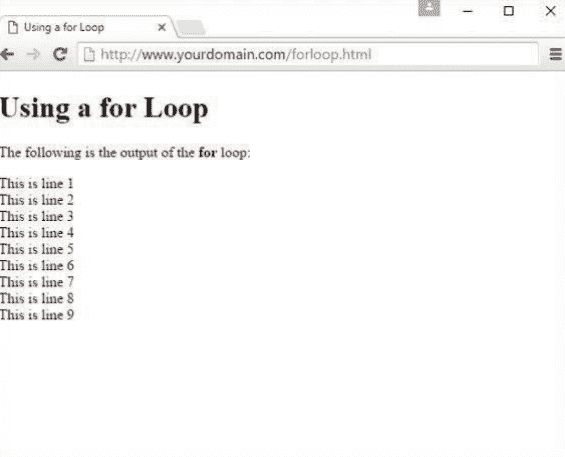 Using a for Loop
http://www.yourdomain.com/forloop.html
Using a for Loop
The following is the output of the for loop:
This is line 1
This is line 2
This is line 3
This is line 4
This is line 5
This is line 6
This is line 7
This is line 8
This is line 9